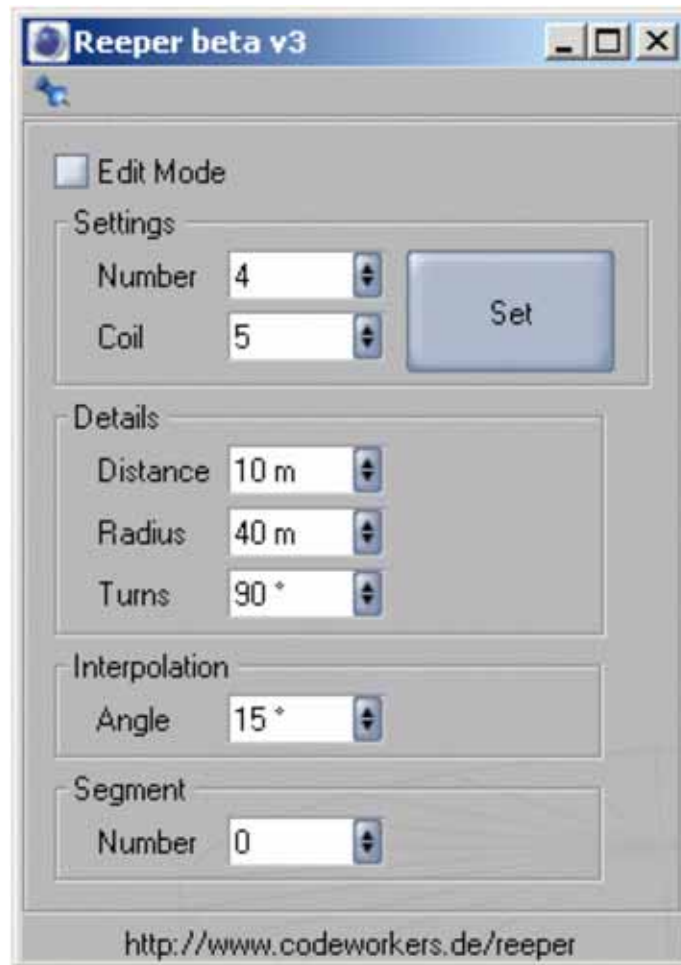 Reeper beta v3
Edit Mode
Settings
Number 4
Coil 5
Set
Details
Distance 10 m
Radius 40 m
Turns 90 °
Interpolation
Angle 15 °
Segment
Number 0
http://www.codeworkers.de/reeper